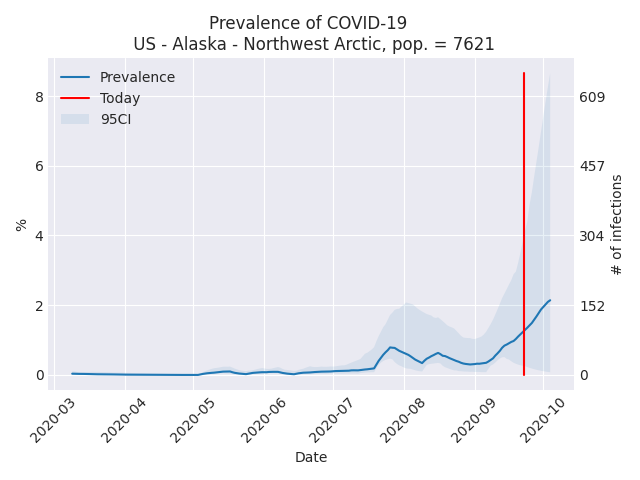 Prevalence of COVID-19
US - Alaska - Northwest Arctic, pop. = 7621
Prevalence
Today
95CI
8
6
4
2
0
%
609
457
304
152
0
# of infections
2020-03
2020-04
2020-05
2020-06
2020-07
2020-08
2020-09
2020-10
Date